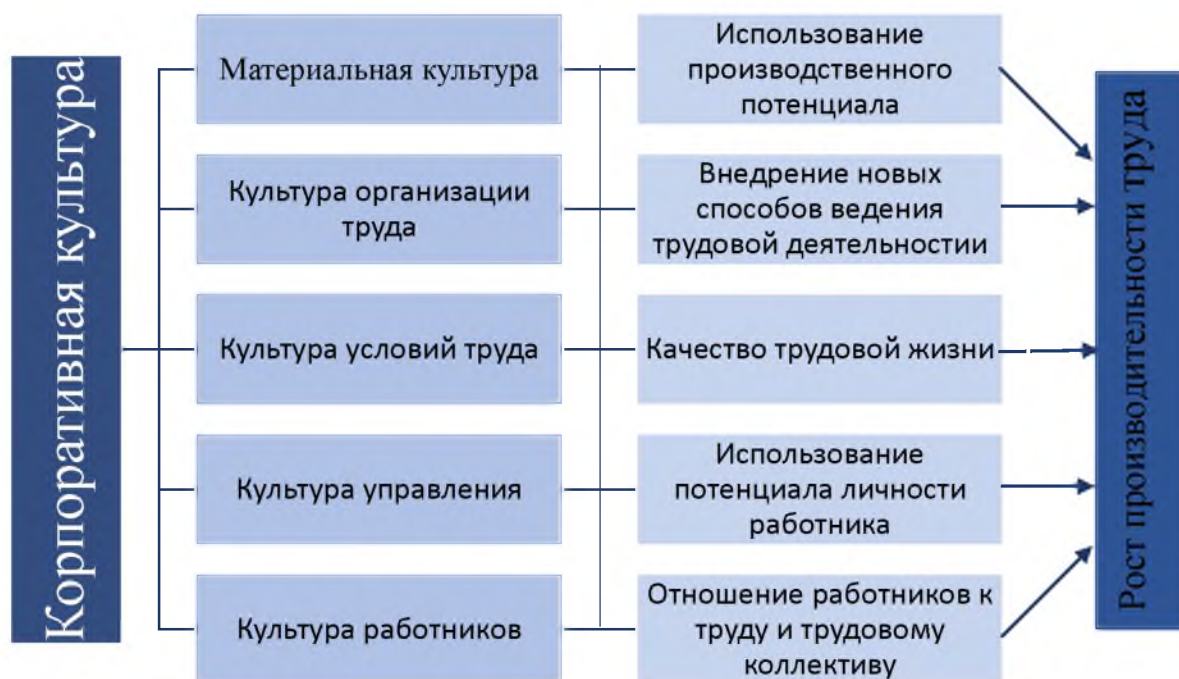 Корпоративная культура
Материальная культура
Культура организации
труда
Культура условий труда
Культура управления
Культура работников
Использование
производственного
потенциала
Внедрение новых
способов ведения
трудовой деятельностии
Качество трудовой жизни
Использование
потенциала личности
работника
Отношение работников к
труду и трудовому
коллективу
Рост производительности труда